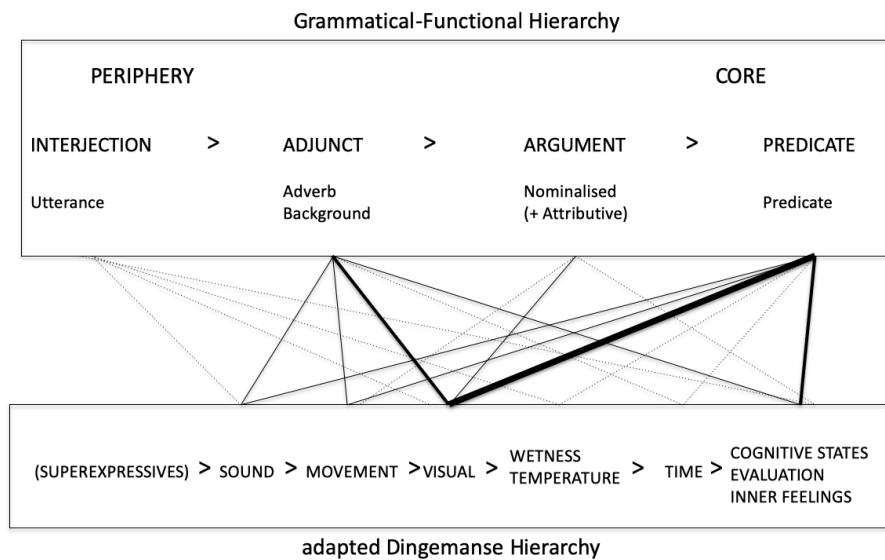 Grammatical-Functional Hierarchy
PERIPHERY CORE
INTERJECTION > ADJUNCT > ARGUMENT > PREDICATE
Utterance Adverb Nominalised Predicate
Background (+ Attributive)
(SUPEREXPRESSIVES) > SOUND > MOVEMENT >VISUAL > WETNESS TEMPERATURE > TIME > COGNITIVE STATES
EVALUATION
INNER FEELINGS
adapted Dingemanse Hierarchy